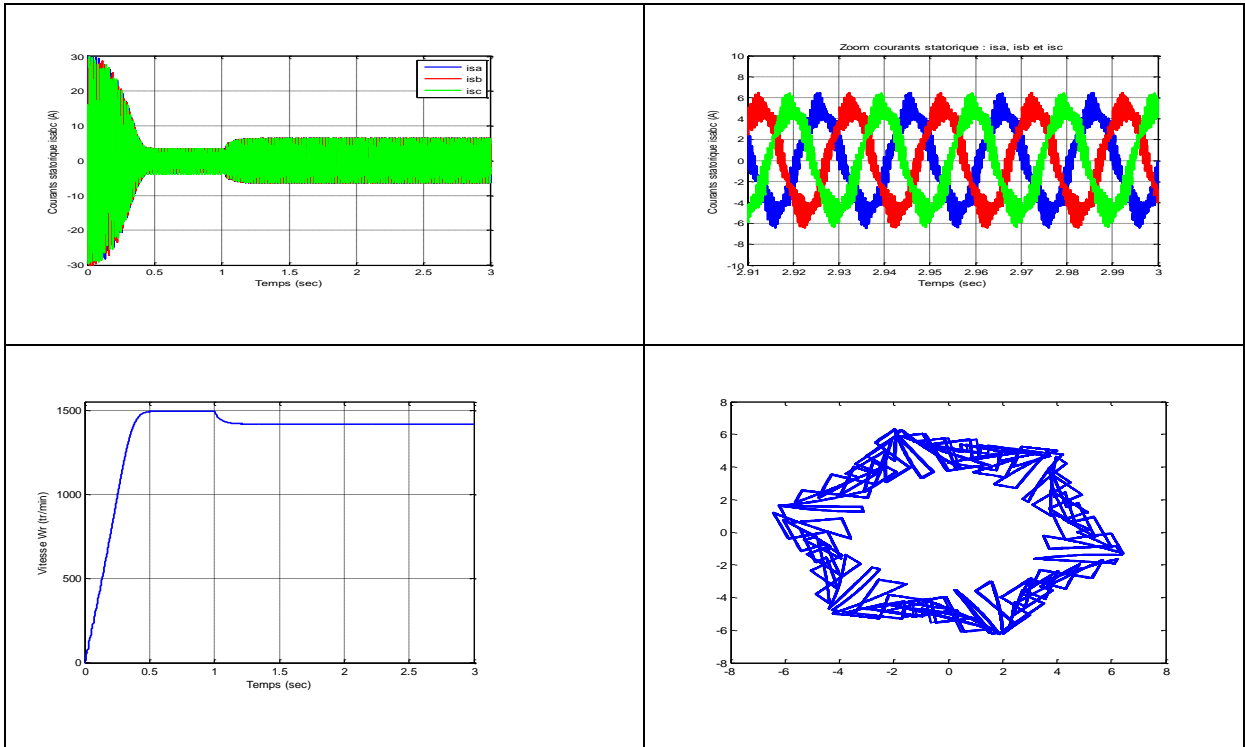 30
20
10
0
-10
-20
-30
0 0.5 1 1.5 2 2.5 3
Courants statorique isabc (A)
Temps (sec)
isa
isb
isc
Zoom courants statorique : isa, isb et isc
10
8
6
4
2
0
-2
-4
-6
-8
-10
2.91 2.92 2.93 2.94 2.95 2.96 2.97 2.98 2.99 3
Courants statorique isabc (A)
Temps (sec)
1500
1000
500
0
0 0.5 1 1.5 2 2.5 3
Vitesse Wr (tr/min)
Temps (sec)
8
6
4
2
0
-2
-4
-6
-8
-8 -6 -4 -2 0 2 4 6 8